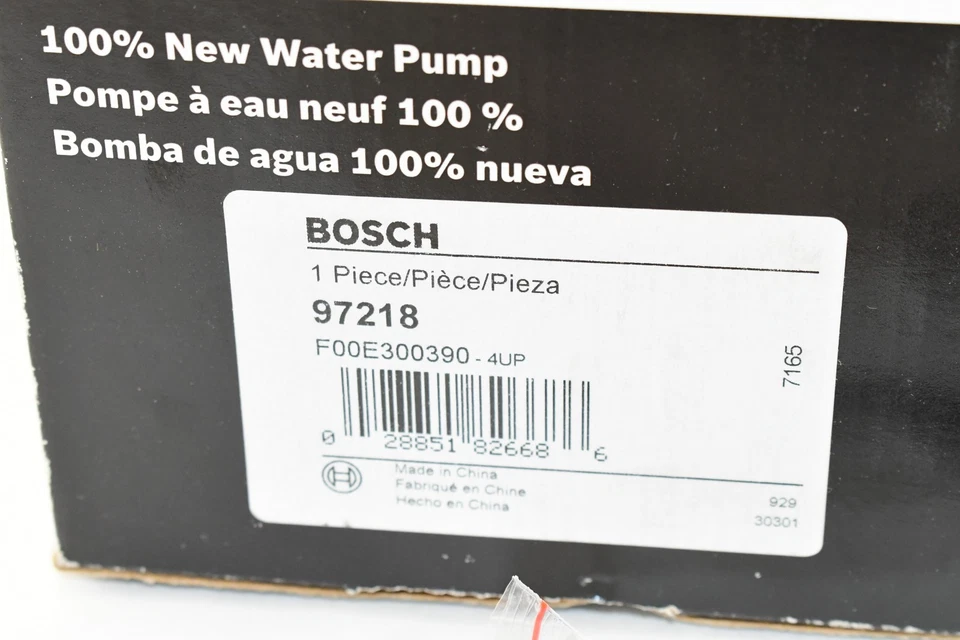 100% New Water Pump
Pompe à eau neuf 100 %
Bomba de agua 100% nueva
BOSCH
1 Piece/Pièce/Pieza
97218
F00E300390 - 4UP
7165
0 28851 82668 6
Made in China
Fabriqué en Chine
Hecho en China
929
30301